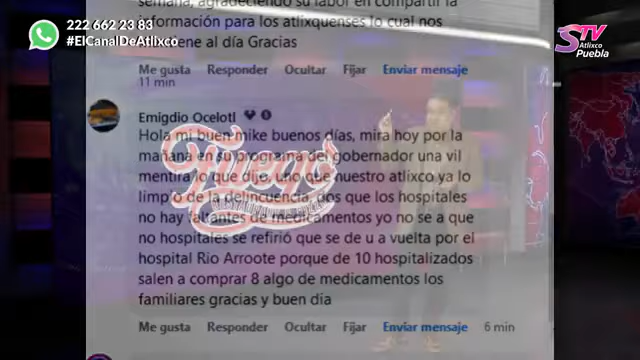 222 662 23 83
#ElCanalDeAtlixco
STV
Atlixco
Puebla
semana, agradeciendo su labor en compartir la
información para los atlixquenses lo cual nos
tiene al día Gracias
Me gusta Responder Ocultar Fijar Enviar mensaje
11 min
Emigdio Ocelotl
Hola mi buen mike buenos días, mira hoy por la
mañana en su programa del gobernador una vil
mentira lo que dijo, uno que nuestro atlixco ya lo
limpio de la delincuencia, dos que los hospitales
no hay faltantes de medicamentos yo no se a que
no hospitales se refirió que se de u a vuelta por el
hospital Rio Arroote porque de 10 hospitalizados
salen a comprar 8 algo de medicamentos los
familiares gracias y buen día
Me gusta Responder Ocultar Fijar Enviar mensaje 6 min